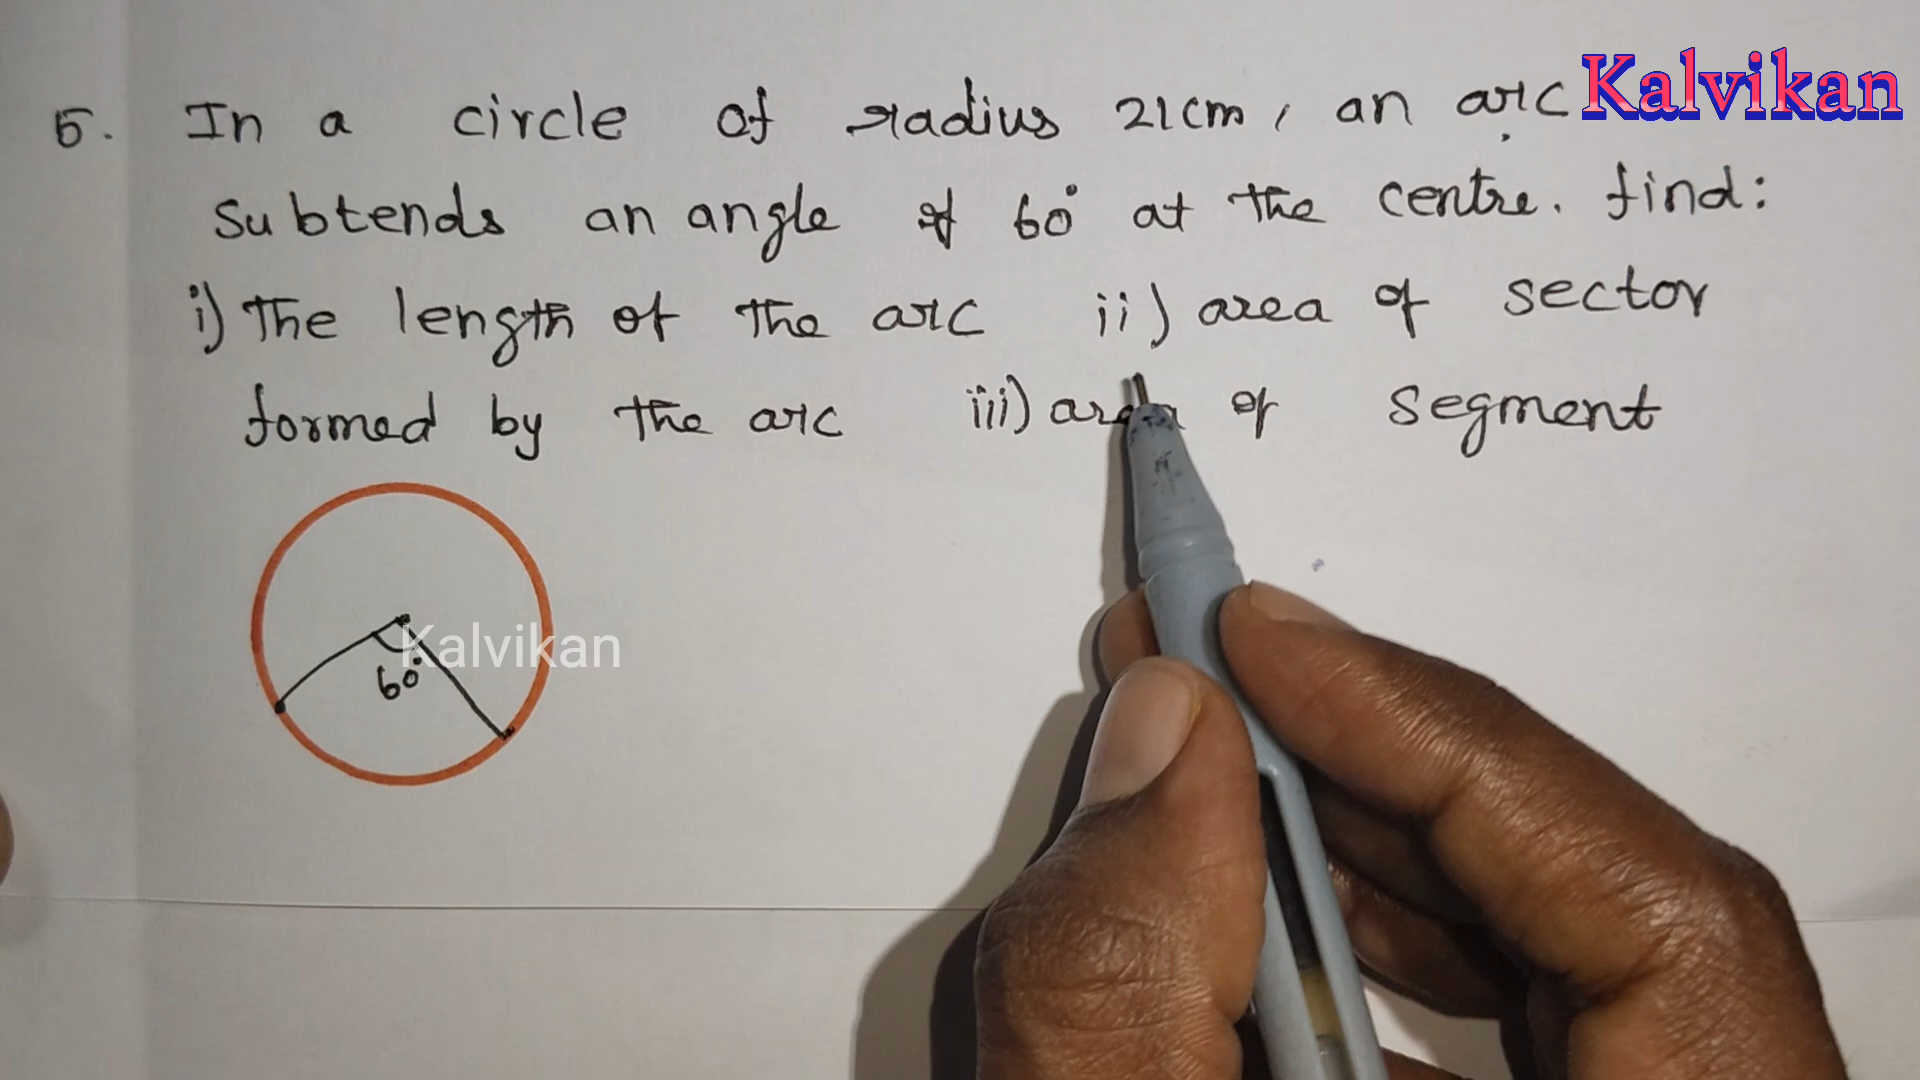 Kalvikan
5. In a circle of radius 21cm, an arc
subtends an angle of 60° at the centre. find:
i) The length of the arc ii) area of sector
formed by the arc iii) area of segment
Kalvikan
60°